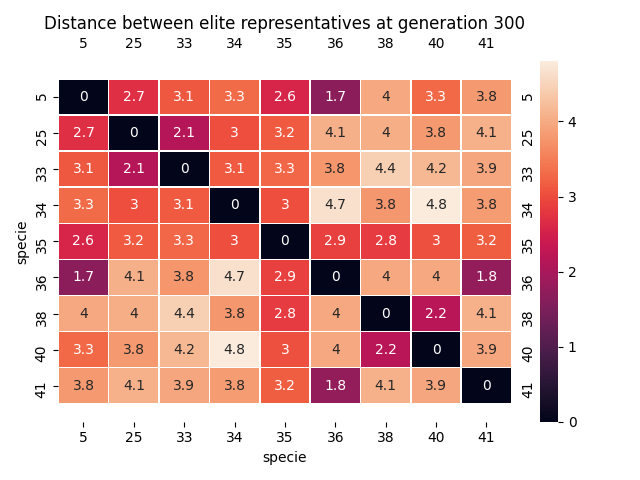 Distance between elite representatives at generation 300
5 25 33 34 35 36 38 40 41
5 0 2.7 3.1 3.3 2.6 1.7 4 3.3 3.8 5
25 2.7 0 2.1 3 3.2 4.1 4 3.8 4.1 25
33 3.1 2.1 0 3.1 3.3 3.8 4.4 4.2 3.9 33
34 3.3 3 3.1 0 3 4.7 3.8 4.8 3.8 34
35 2.6 3.2 3.3 3 0 2.9 2.8 3 3.2 35
36 1.7 4.1 3.8 4.7 2.9 0 4 4 1.8 36
38 4 4 4.4 3.8 2.8 4 0 2.2 4.1 38
40 3.3 3.8 4.2 4.8 3 4 2.2 0 3.9 40
41 3.8 4.1 3.9 3.8 3.2 1.8 4.1 3.9 0 41
5 25 33 34 35 36 38 40 41
specie
specie
4
3
2
1
0